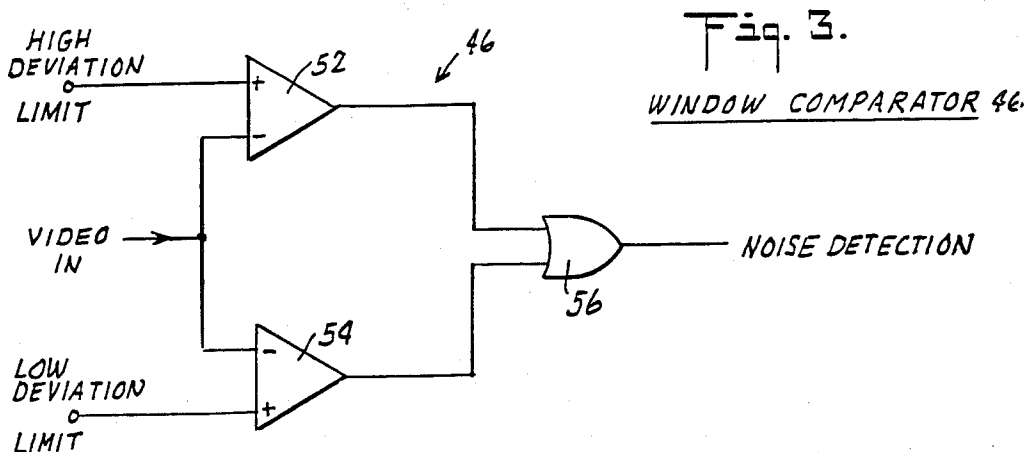 Fig. 3.
WINDOW COMPARATOR 46.
HIGH
DEVIATION
LIMIT
+
-
52
46
VIDEO
IN
56
NOISE DETECTION
54
-
+
LOW
DEVIATION
LIMIT